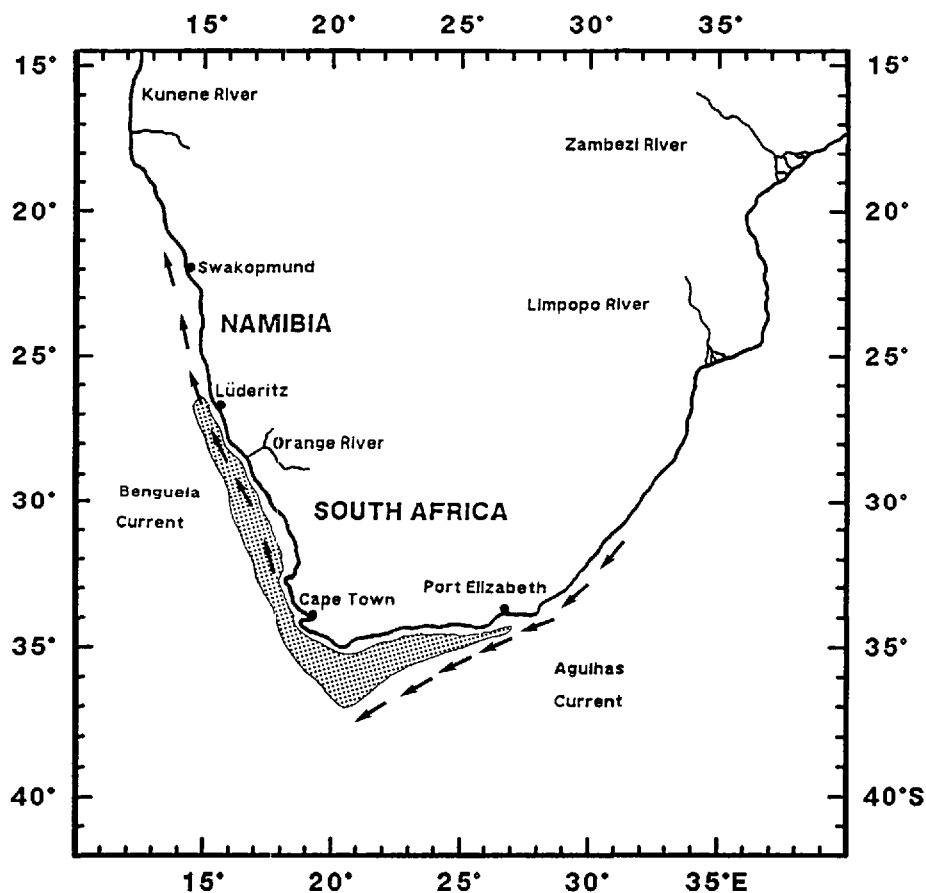 15° 20° 25° 30° 35°
15° 15°
Kunene River
Zambezi River
20° 20°
Swakopmund
Limpopo River
NAMIBIA
25° 25°
Lüderitz
Orange River
Benguela
Current
30° 30°
SOUTH AFRICA
Port Elizabeth
Cape Town
35° 35°
Agulhas
Current
40° 40°S
15° 20° 25° 30° 35°E